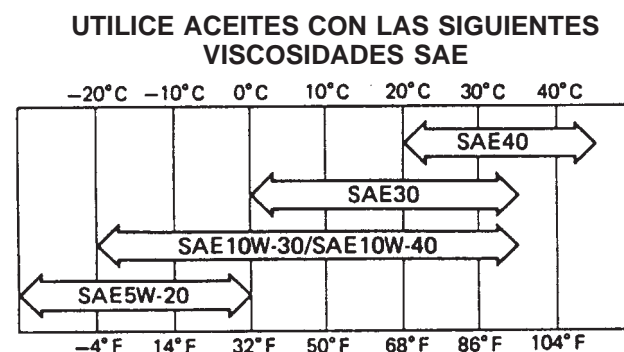 UTILICE ACEITES CON LAS SIGUIENTES
VISCOSIDADES SAE
−20°C −10°C 0°C 10°C 20°C 30°C 40°C
SAE40
SAE30
SAE10W-30/SAE10W-40
SAE5W-20
−4°F 14°F 32°F 50°F 68°F 86°F 104°F